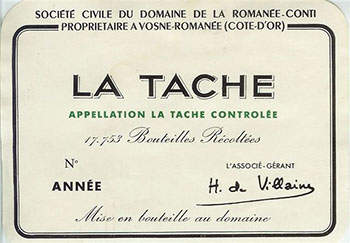 SOCIÉTÉ CIVILE DU DOMAINE DE LA ROMANÉE-CONTI
PROPRIETAIRE A VOSNE-ROMANÉE (COTE-D'OR)
LA TACHE
APPELLATION LA TACHE CONTROLÉE
17.753 Bouteilles Récoltées
N°
L'ASSOCIÉ-GÉRANT
ANNÉE
H. de Villaine
Mise en bouteille au domaine